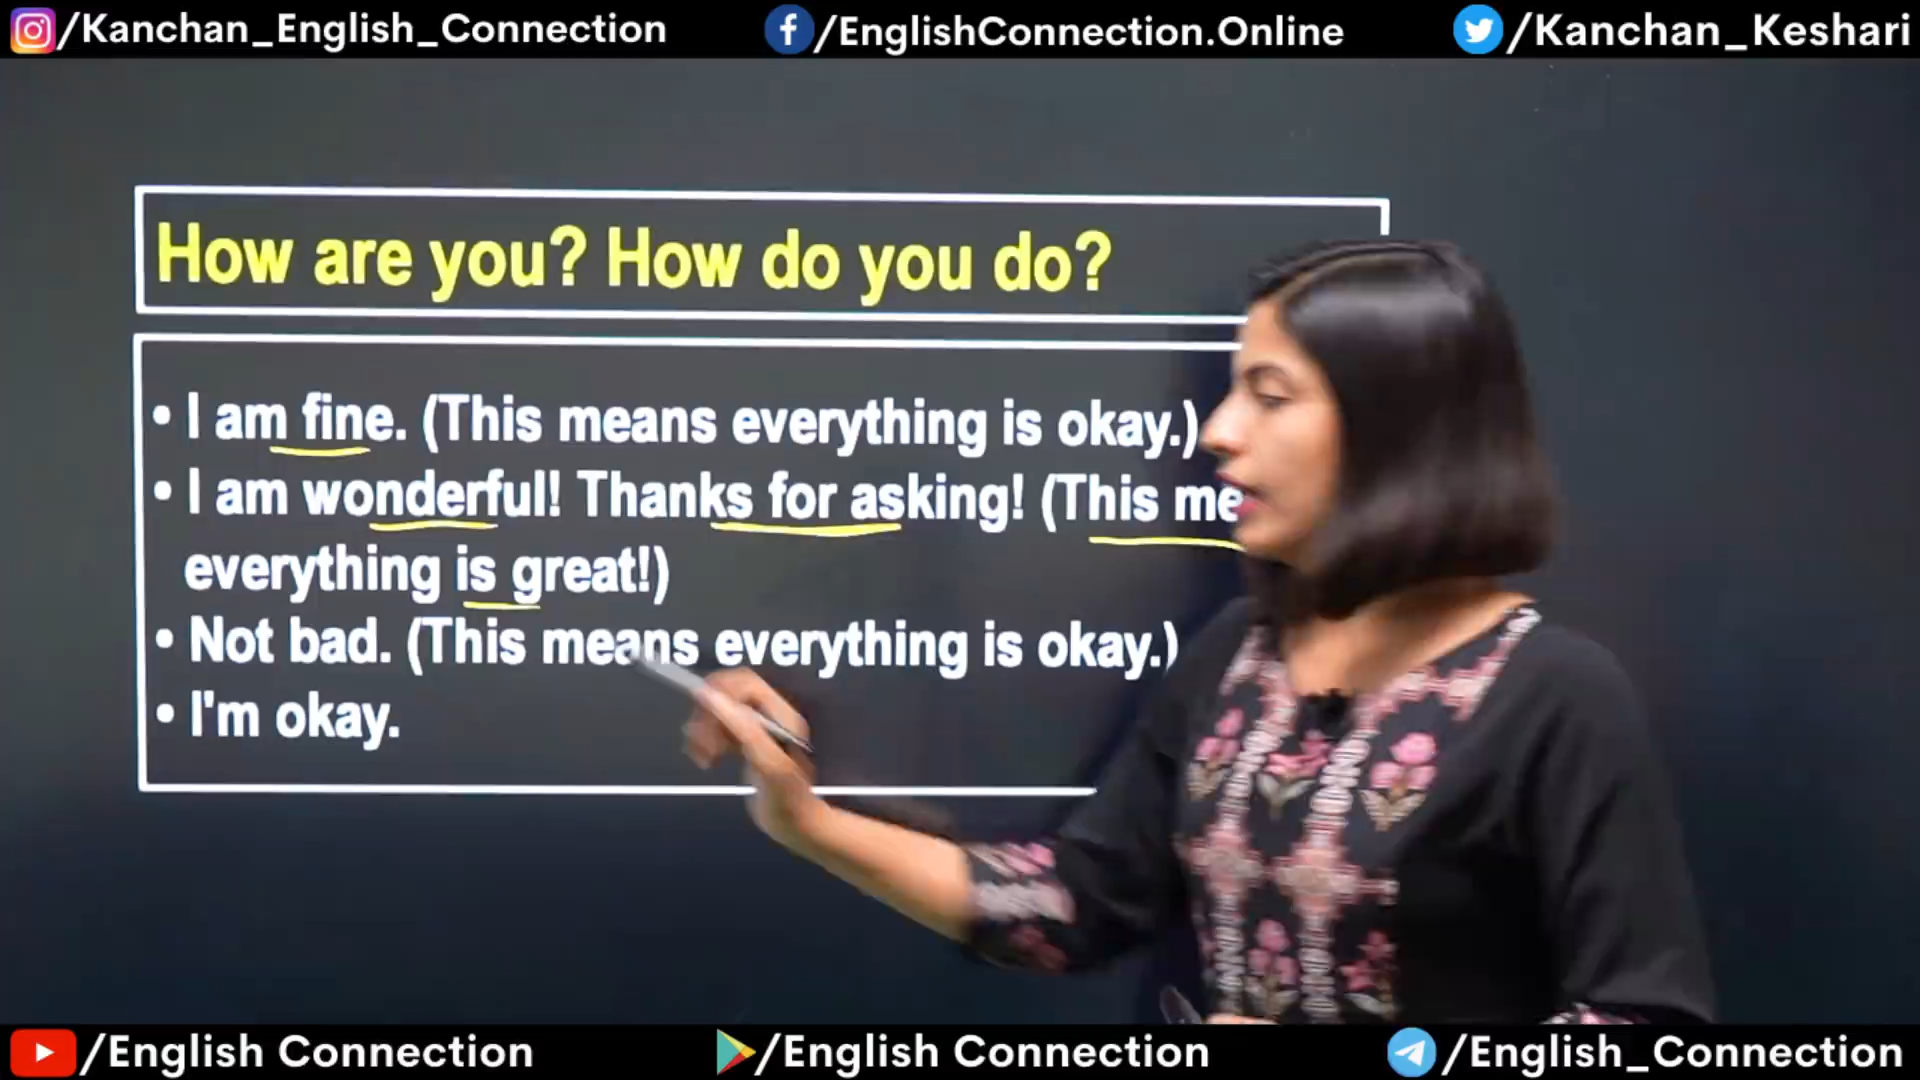 /Kanchan_English_Connection /EnglishConnection.Online /Kanchan_Keshari
How are you? How do you do?
• I am fine. (This means everything is okay.)
• I am wonderful! Thanks for asking! (This me
everything is great!)
• Not bad. (This means everything is okay.)
• I'm okay.
/English Connection /English Connection /English_Connection